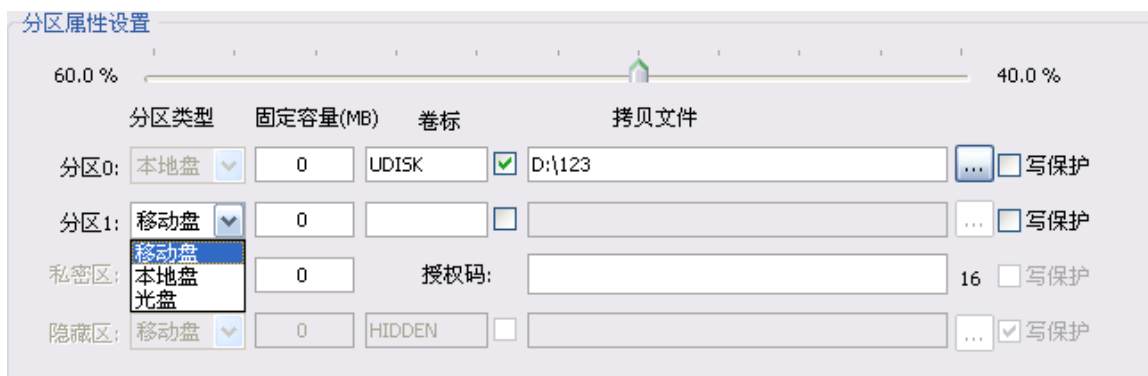 分区属性设置
60.0 % 40.0 %
分区类型 固定容量(MB) 卷标 拷贝文件
分区0: 本地盘 0 UDISK D:\123 ... 写保护
分区1: 移动盘 0 ... 写保护
移动盘
本地盘
光盘
私密区: 0 授权码: 16 写保护
隐藏区: 移动盘 0 HIDDEN ... 写保护